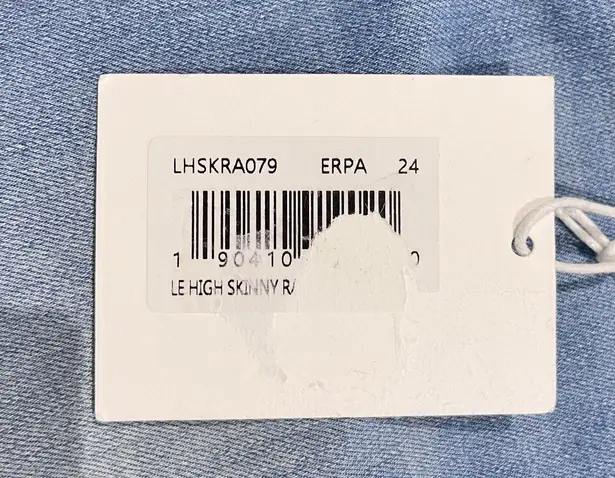 LHSKRA079 ERPA 24
1 90410 0
LE HIGH SKINNY